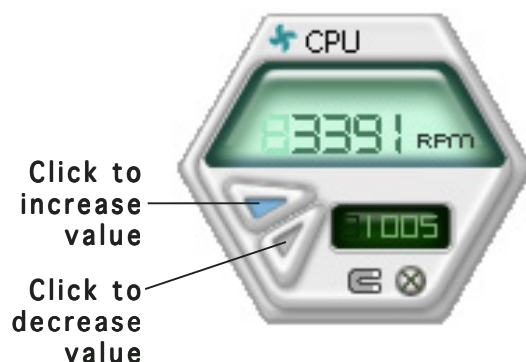 CPU
3391 RPM
Click to
increase
value
1005
Click to
decrease
value